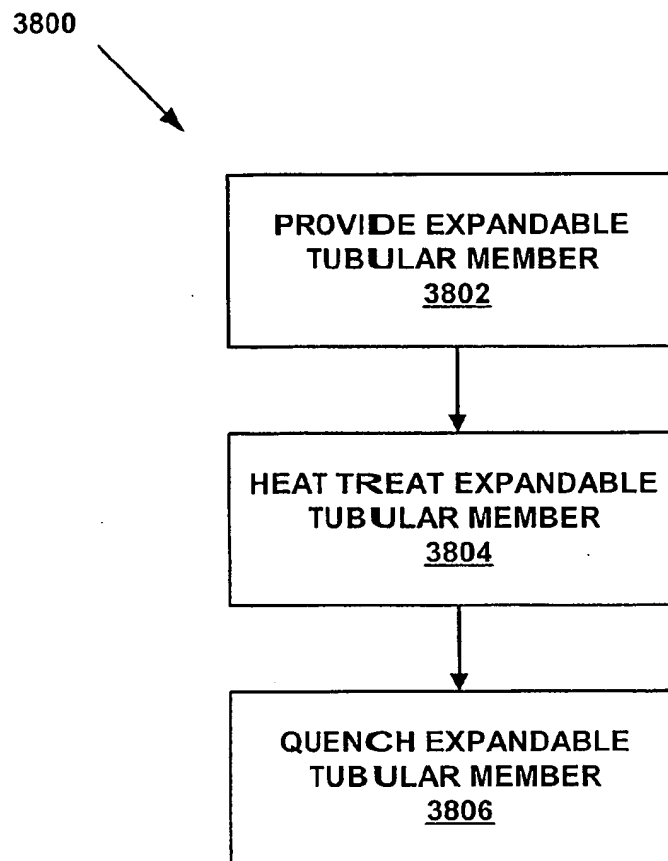 3800
PROVIDE EXPANDABLE
TUBULAR MEMBER
3802
HEAT TREAT EXPANDABLE
TUBULAR MEMBER
3804
QUENCH EXPANDABLE
TUBULAR MEMBER
3806